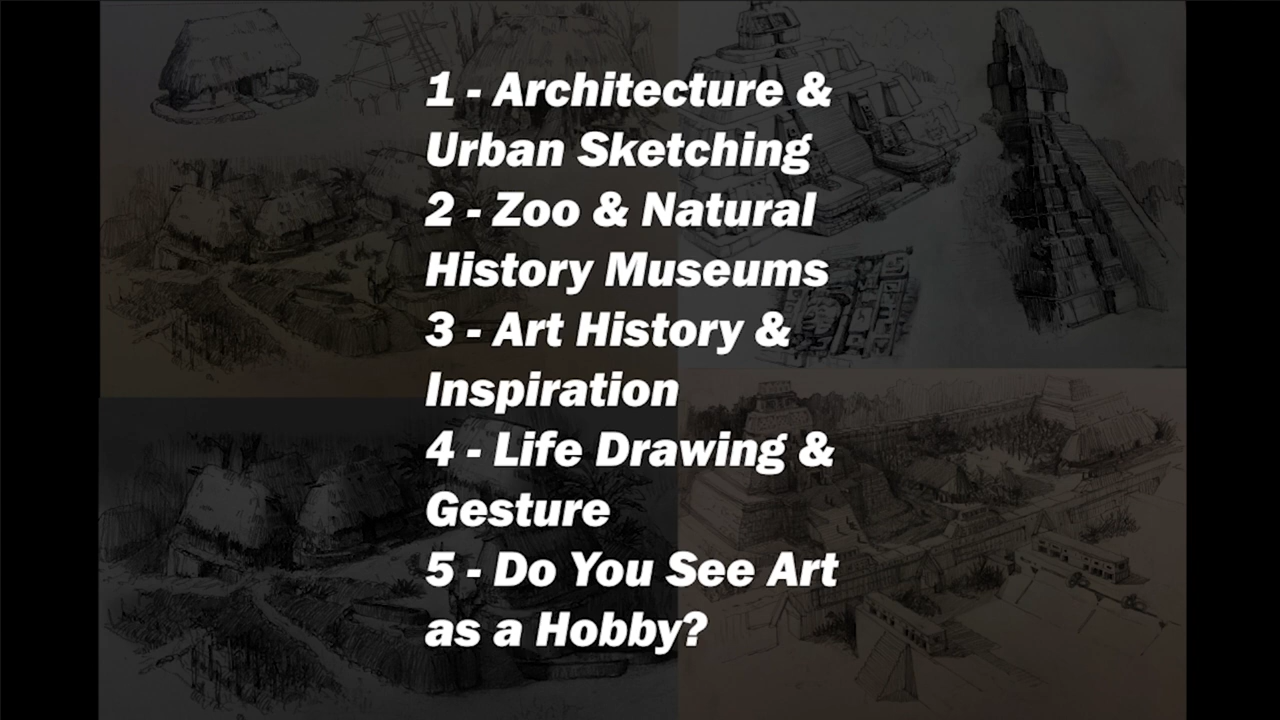 1 - Architecture &
Urban Sketching
2 - Zoo & Natural
History Museums
3 - Art History &
Inspiration
4 - Life Drawing &
Gesture
5 - Do You See Art
as a Hobby?